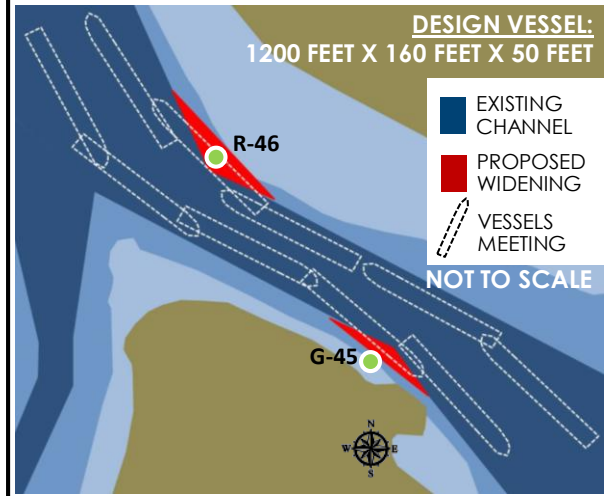 DESIGN VESSEL:
1200 FEET X 160 FEET X 50 FEET
EXISTING
CHANNEL
PROPOSED
WIDENING
VESSELS
MEETING
NOT TO SCALE
R-46
G-45
N
W
E
S